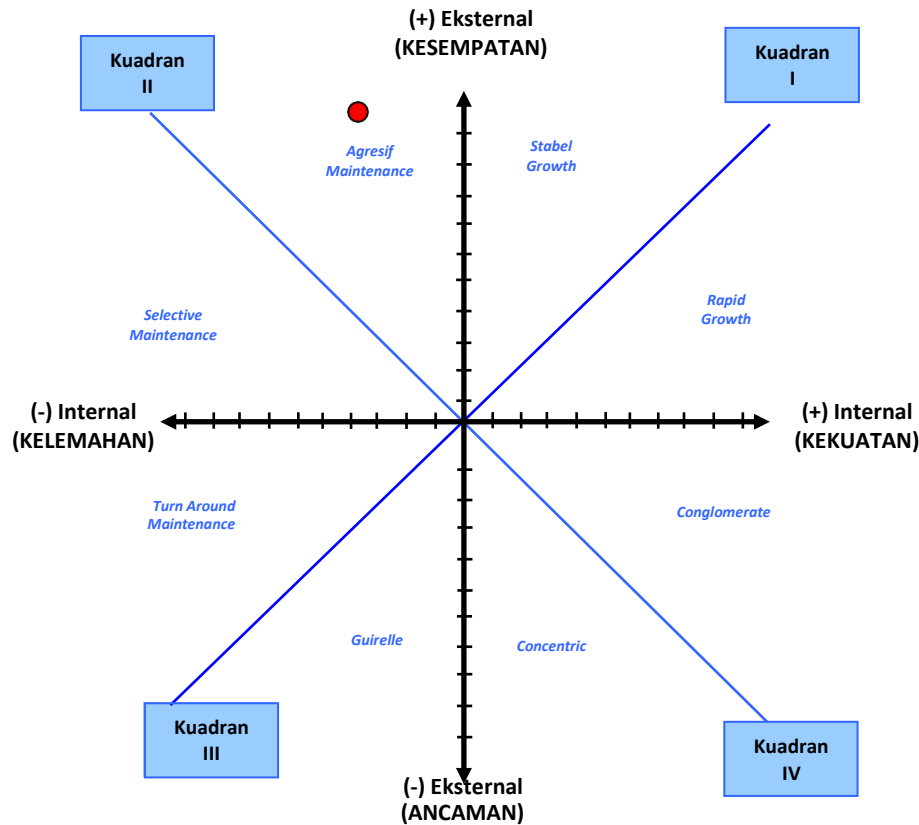 (+) Eksternal
(KESEMPATAN)
Kuadran
II
Kuadran
I
Agresif
Maintenance
Stabel
Growth
Selective
Maintenance
Rapid
Growth
(-) Internal
(KELEMAHAN)
(+) Internal
(KEKUATAN)
Turn Around
Maintenance
Conglomerate
Guirelle
Concentric
Kuadran
III
Kuadran
IV
(-) Eksternal
(ANCAMAN)